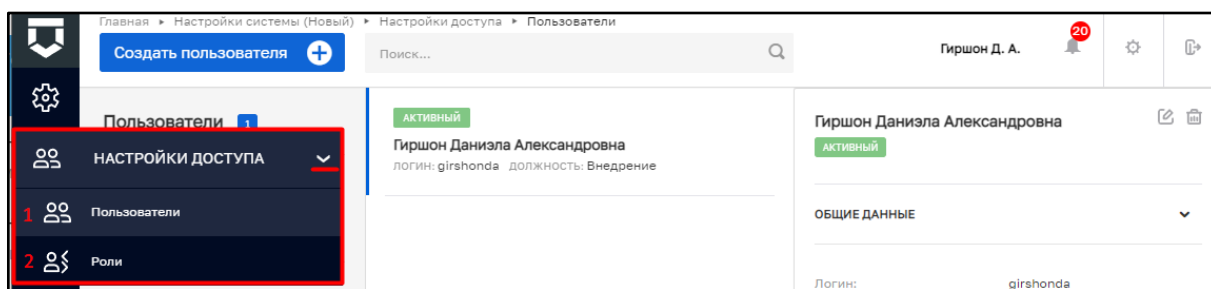 Главная ▸ Настройки системы (Новый) ▸ Настройки доступа ▸ Пользователи
Создать пользователя
Поиск...
Гиршон Д. А.
20
Пользователи 1
НАСТРОЙКИ ДОСТУПА
1 Пользователи
2 Роли
АКТИВНЫЙ
Гиршон Даниэла Александровна
логин: girshonda должность: Внедрение
Гиршон Даниэла Александровна
АКТИВНЫЙ
ОБЩИЕ ДАННЫЕ
Логин: girshonda